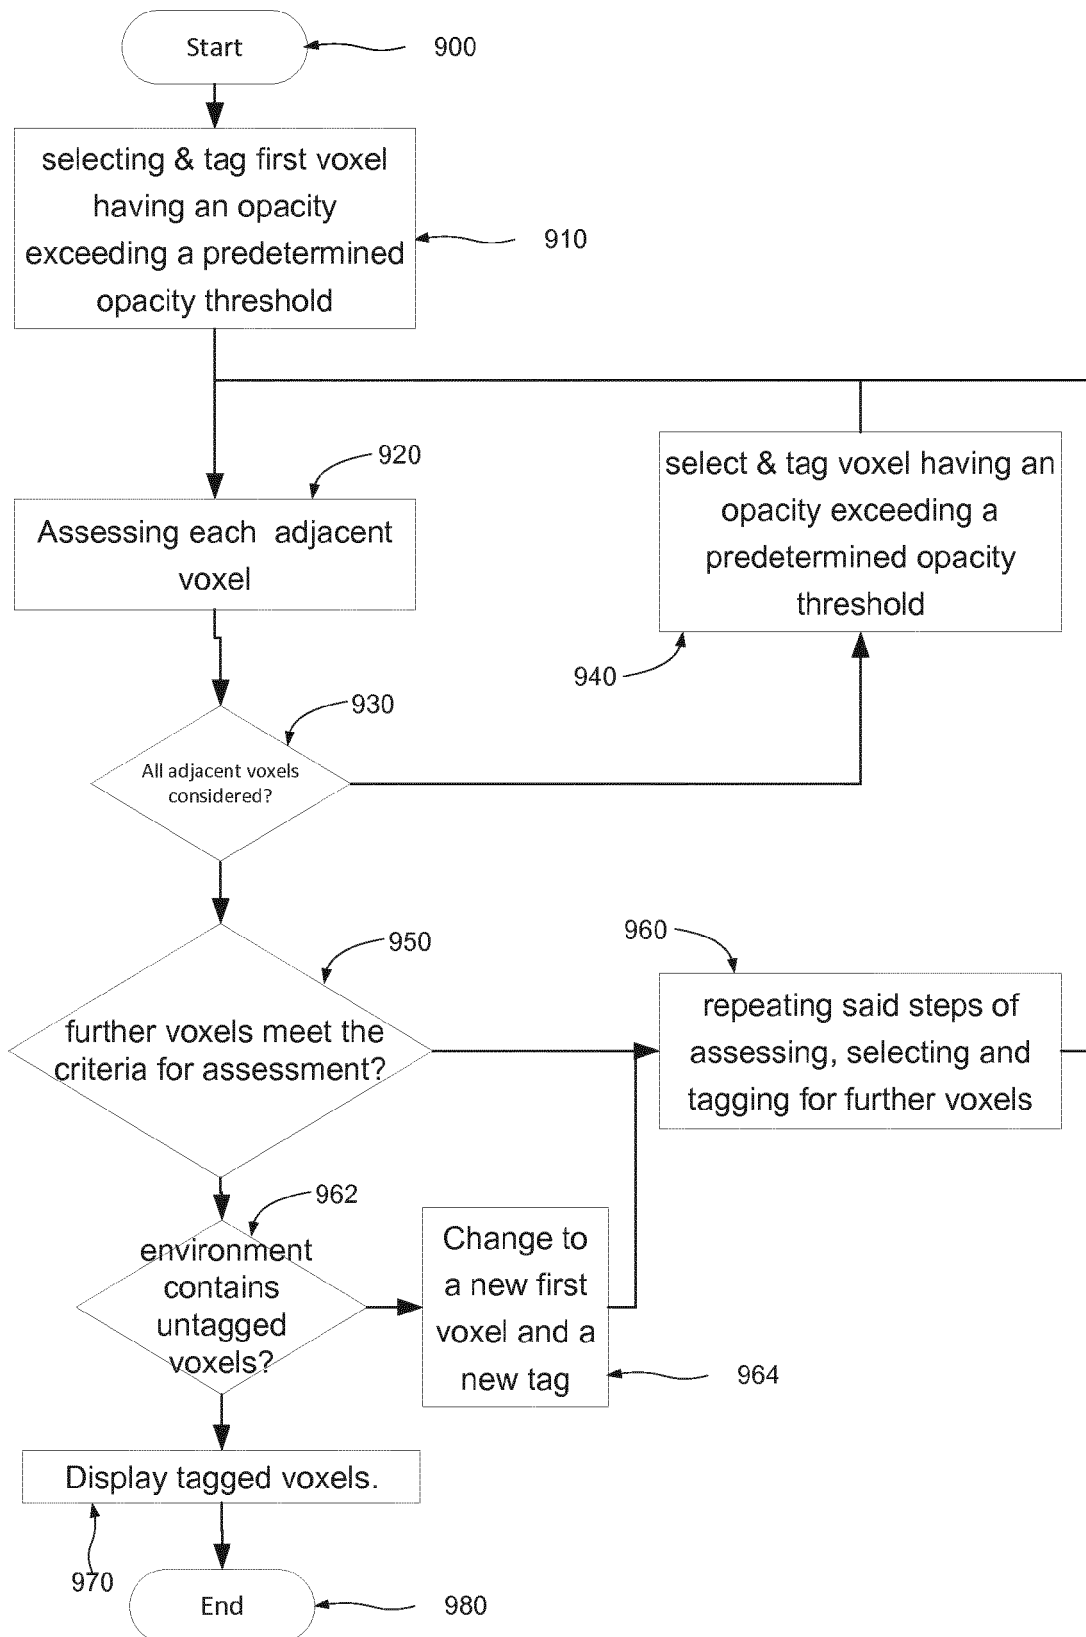 Start
900
selecting & tag first voxel
having an opacity
exceeding a predetermined
opacity threshold
910
920
Assessing each adjacent
voxel
select & tag voxel having an
opacity exceeding a
predetermined opacity
threshold
940
930
All adjacent voxels
considered?
950
further voxels meet the
criteria for assessment?
960
repeating said steps of
assessing, selecting and
tagging for further voxels
962
environment
contains
untagged
voxels?
Change to
a new first
voxel and a
new tag
964
Display tagged voxels.
970
End
980